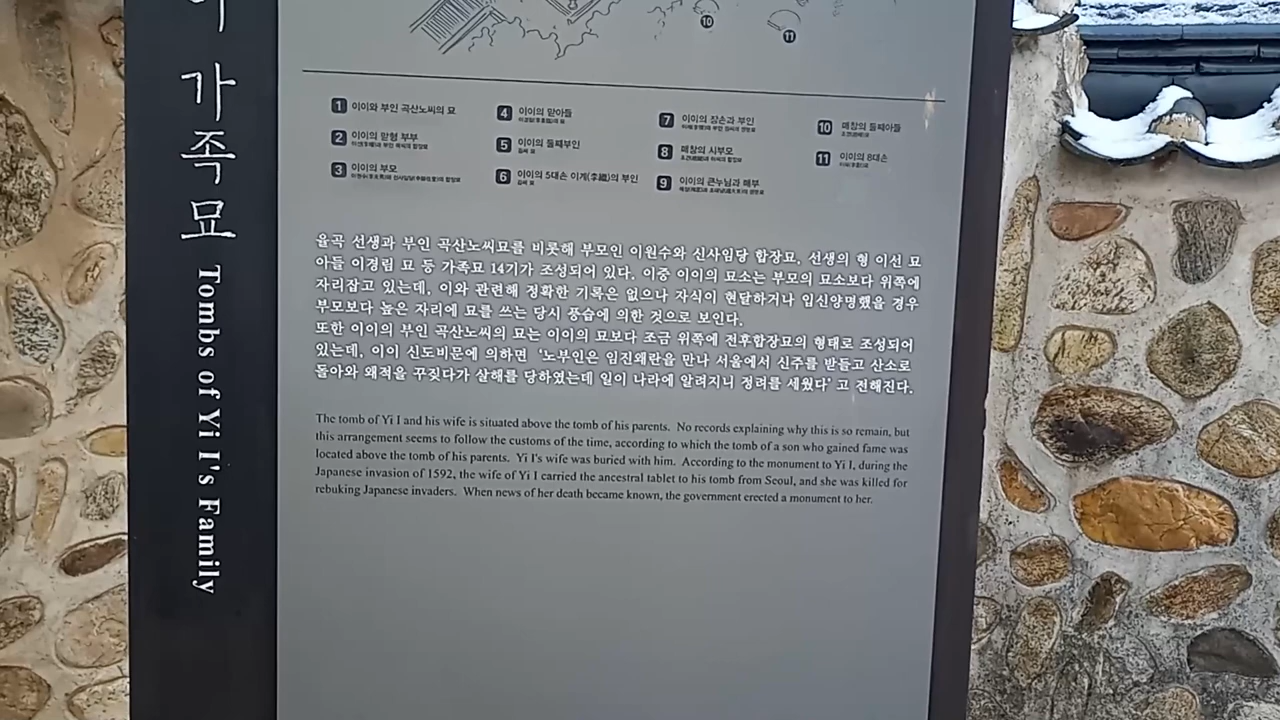 가족묘
Tombs of Yi I's Family
10
11
1 이이와 부인 곡산노씨의 묘
2 이이의 맏형 부부
3 이이의 부모
4 이이의 맏아들
5 이이의 둘째부인
김씨 묘
6 이이의 5대손 이계(李繼)의 부인
김씨 묘
7 이이의 장손과 부인
8 매창의 시부모
9 이이의 큰누님과 매부
10 매창의 둘째아들
11 이이의 8대손
율곡 선생과 부인 곡산노씨묘를 비롯해 부모인 이원수와 신사임당 합장묘, 선생의 형 이선 묘
아들 이경림 묘 등 가족묘 14기가 조성되어 있다. 이중 이이의 묘소는 부모의 묘소보다 위쪽에
자리잡고 있는데, 이와 관련해 정확한 기록은 없으나 자식이 현달하거나 입신양명했을 경우
부모보다 높은 자리에 묘를 쓰는 당시 풍습에 의한 것으로 보인다.
또한 이이의 부인 곡산노씨의 묘는 이이의 묘보다 조금 위쪽에 전후합장묘의 형태로 조성되어
있는데, 이이 신도비문에 의하면 '노부인은 임진왜란을 만나 서울에서 신주를 받들고 산소로
돌아와 왜적을 꾸짖다가 살해를 당하였는데 일이 나라에 알려지니 정려를 세웠다' 고 전해진다.
The tomb of Yi I and his wife is situated above the tomb of his parents. No records explaining why this is so remain, but
this arrangement seems to follow the customs of the time, according to which the tomb of a son who gained fame was
located above the tomb of his parents. Yi I's wife was buried with him. According to the monument to Yi I, during the
Japanese invasion of 1592, the wife of Yi I carried the ancestral tablet to his tomb from Seoul, and she was killed for
rebuking Japanese invaders. When news of her death became known, the government erected a monument to her.